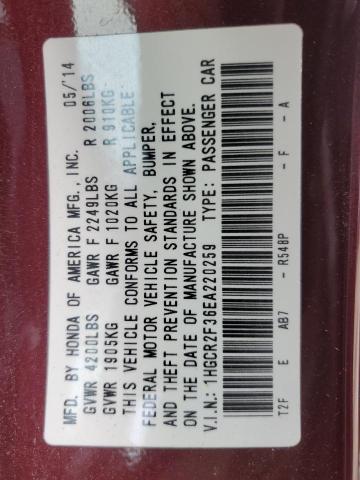 MFD. BY HONDA OF AMERICA MFG., INC. 05/'14
GVWR 4200LBS GAWR F 2249LBS R 2006LBS
GVWR 1905KG GAWR F 1020KG R 910KG
THIS VEHICLE CONFORMS TO ALL APPLICABLE
FEDERAL MOTOR VEHICLE SAFETY, BUMPER,
AND THEFT PREVENTION STANDARDS IN EFFECT
ON THE DATE OF MANUFACTURE SHOWN ABOVE.
V.I.N.: 1HGCR2F36EA220259 TYPE: PASSENGER CAR
T2F E AB7 - R548P - F - A